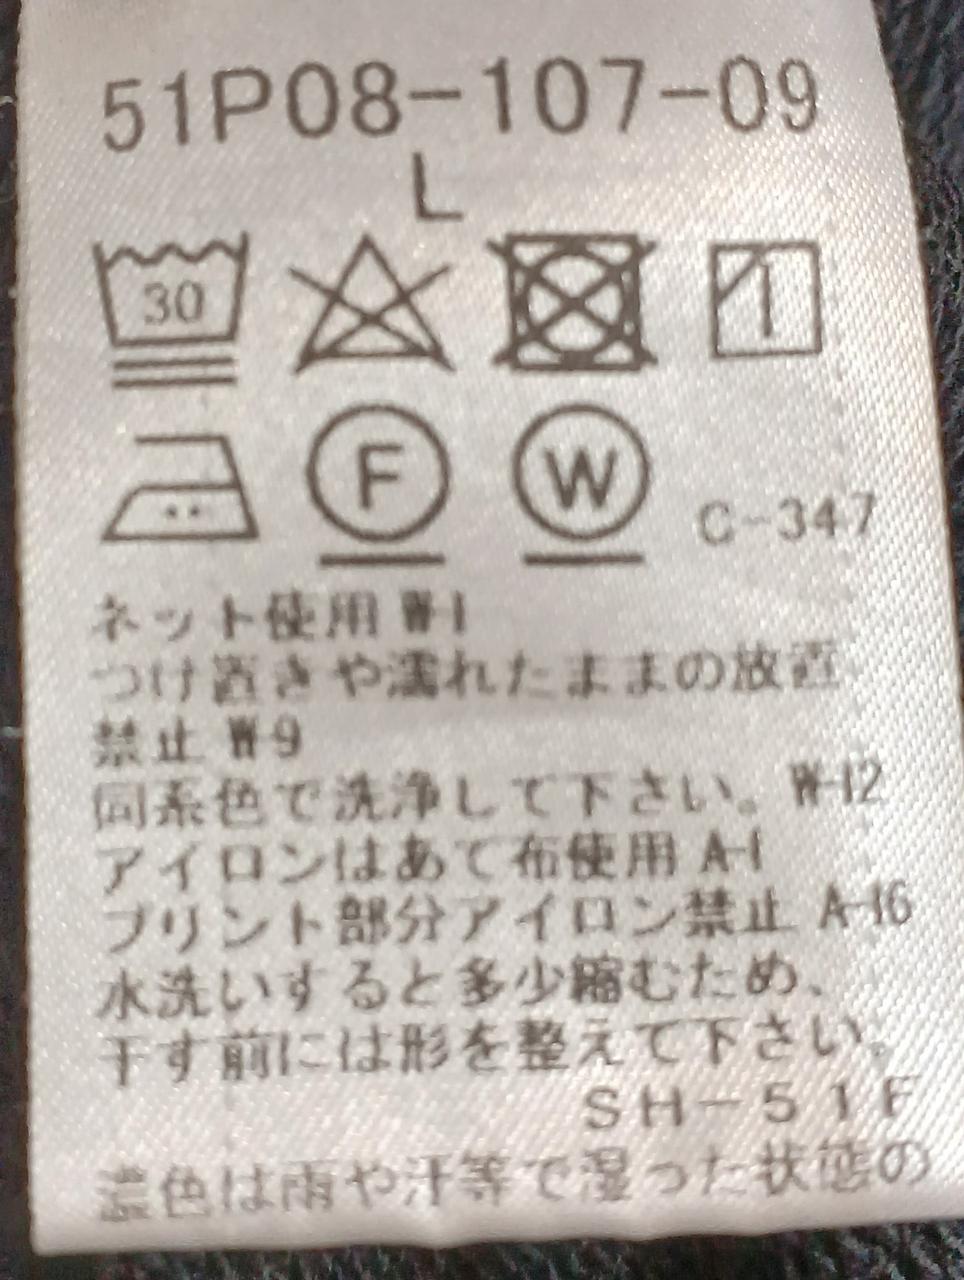 51P08-107-09
L
30
F
W
C-347
ネット使用 W-1
つけ置きや濡れたままの放置
禁止 W-9
同系色で洗浄して下さい。 W-12
アイロンはあて布使用 A-1
プリント部分アイロン禁止 A-16
水洗いすると多少縮むため、
干す前には形を整えて下さい。
SH-51F
濃色は雨や汗等で湿った状態の